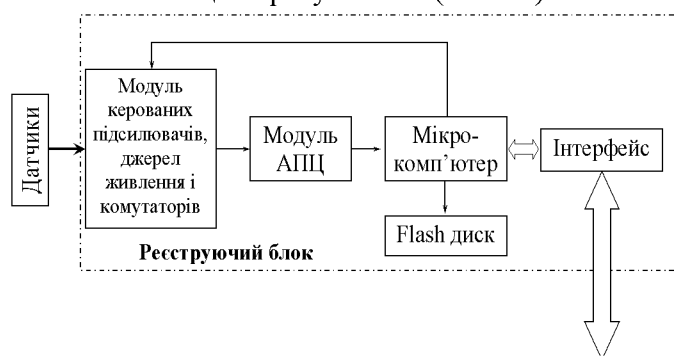 Датчики
Модуль
керованих
підсилювачів,
джерел
живлення і
комутаторів
Модуль
АПЦ
Мікро-
комп’ютер
Інтерфейс
Flash диск
Реєструючий блок